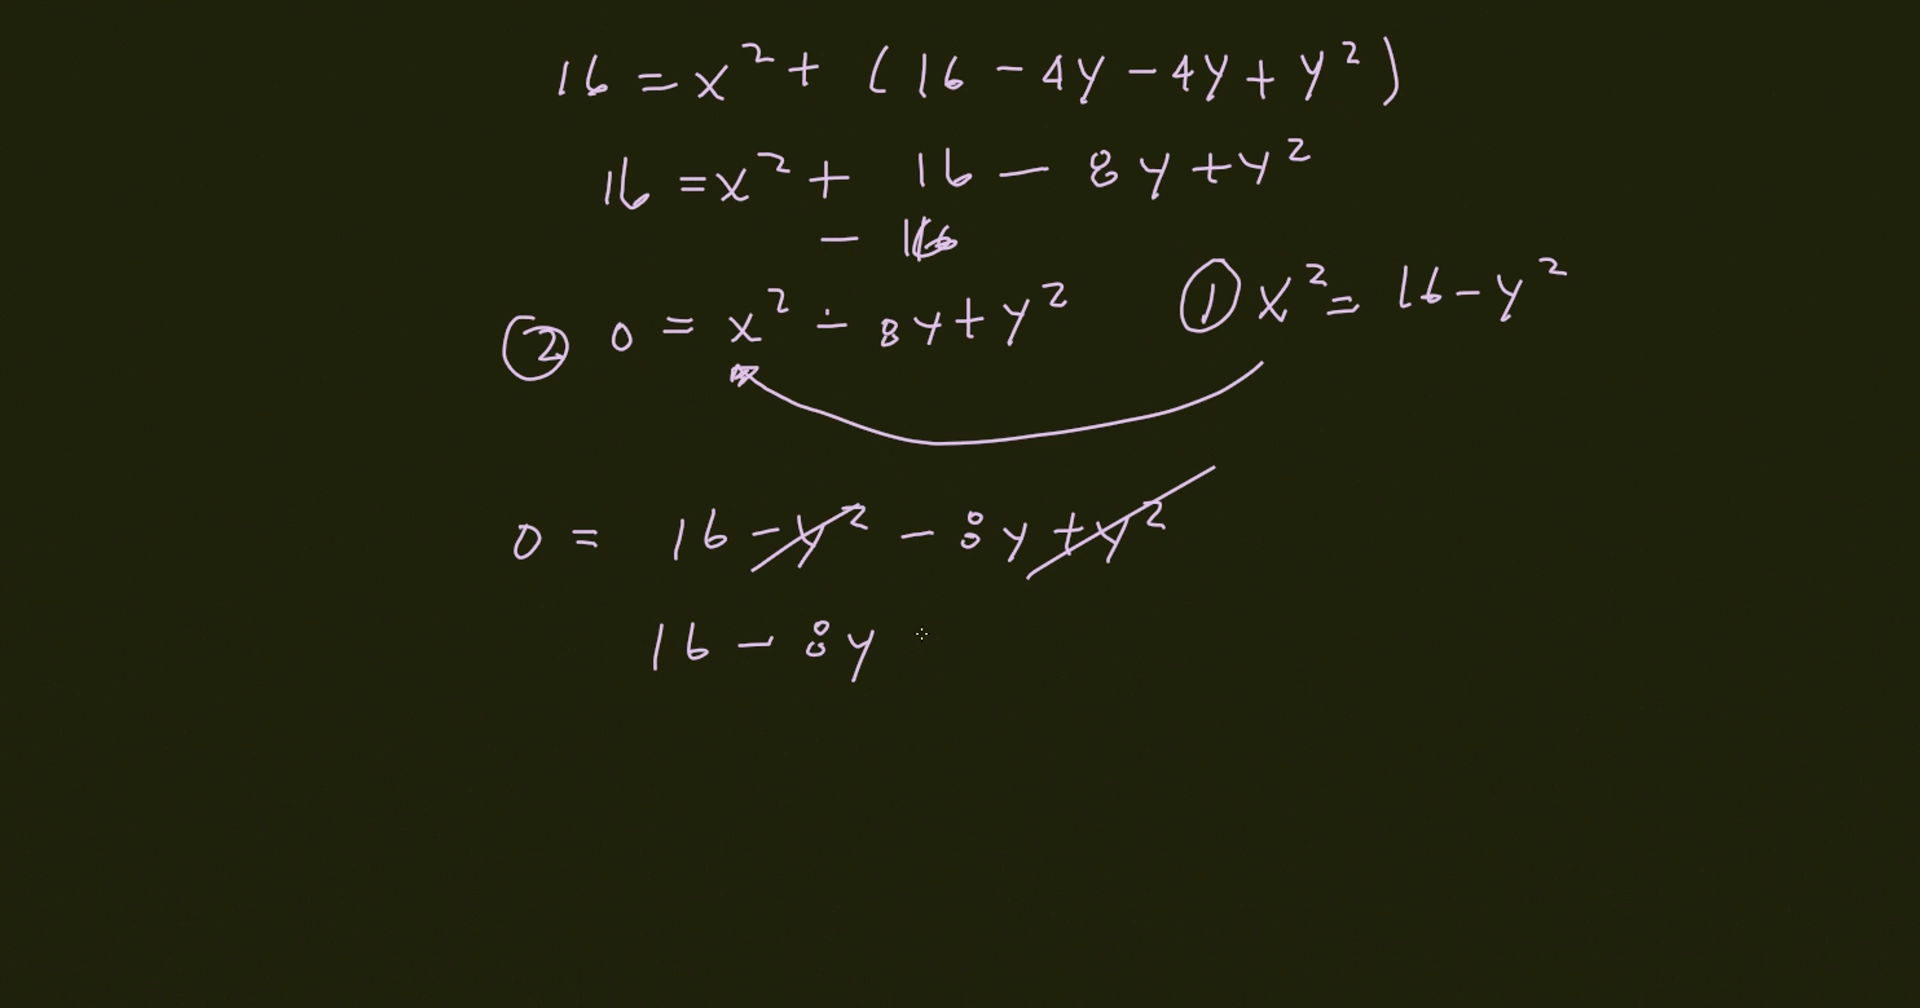 16 = x² + (16 - 4y - 4y + y²)
16 = x² + 16 - 8y + y²
- 16
② 0 = x² - 8y + y² ① x² = 16 - y²
0 = 16 - y² - 8y + y²
16 - 8y